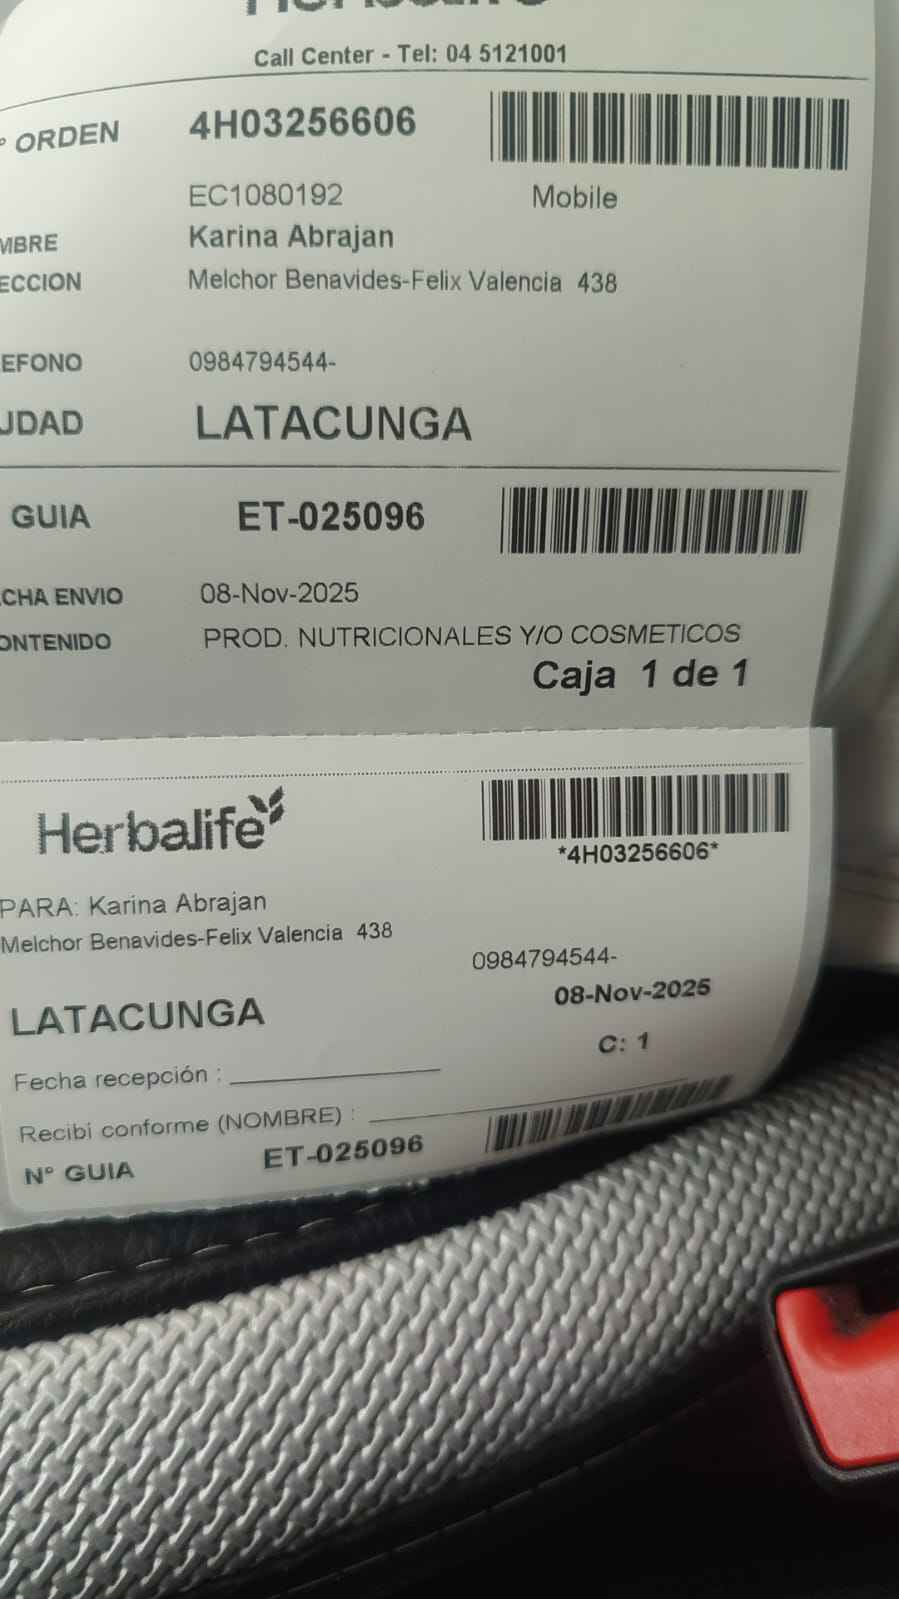 Herbalife
Call Center - Tel: 04 5121001
° ORDEN 4H03256606
EC1080192 Mobile
MBRE Karina Abrajan
ECCION Melchor Benavides-Felix Valencia 438
EFONO 0984794544-
UDAD LATACUNGA
GUIA ET-025096
CHA ENVIO 08-Nov-2025
ONTENIDO PROD. NUTRICIONALES Y/O COSMETICOS
Caja 1 de 1
Herbalife
*4H03256606*
PARA: Karina Abrajan
Melchor Benavides-Felix Valencia 438
0984794544-
LATACUNGA 08-Nov-2025
C: 1
Fecha recepción :
Recibi conforme (NOMBRE) :
N° GUIA ET-025096